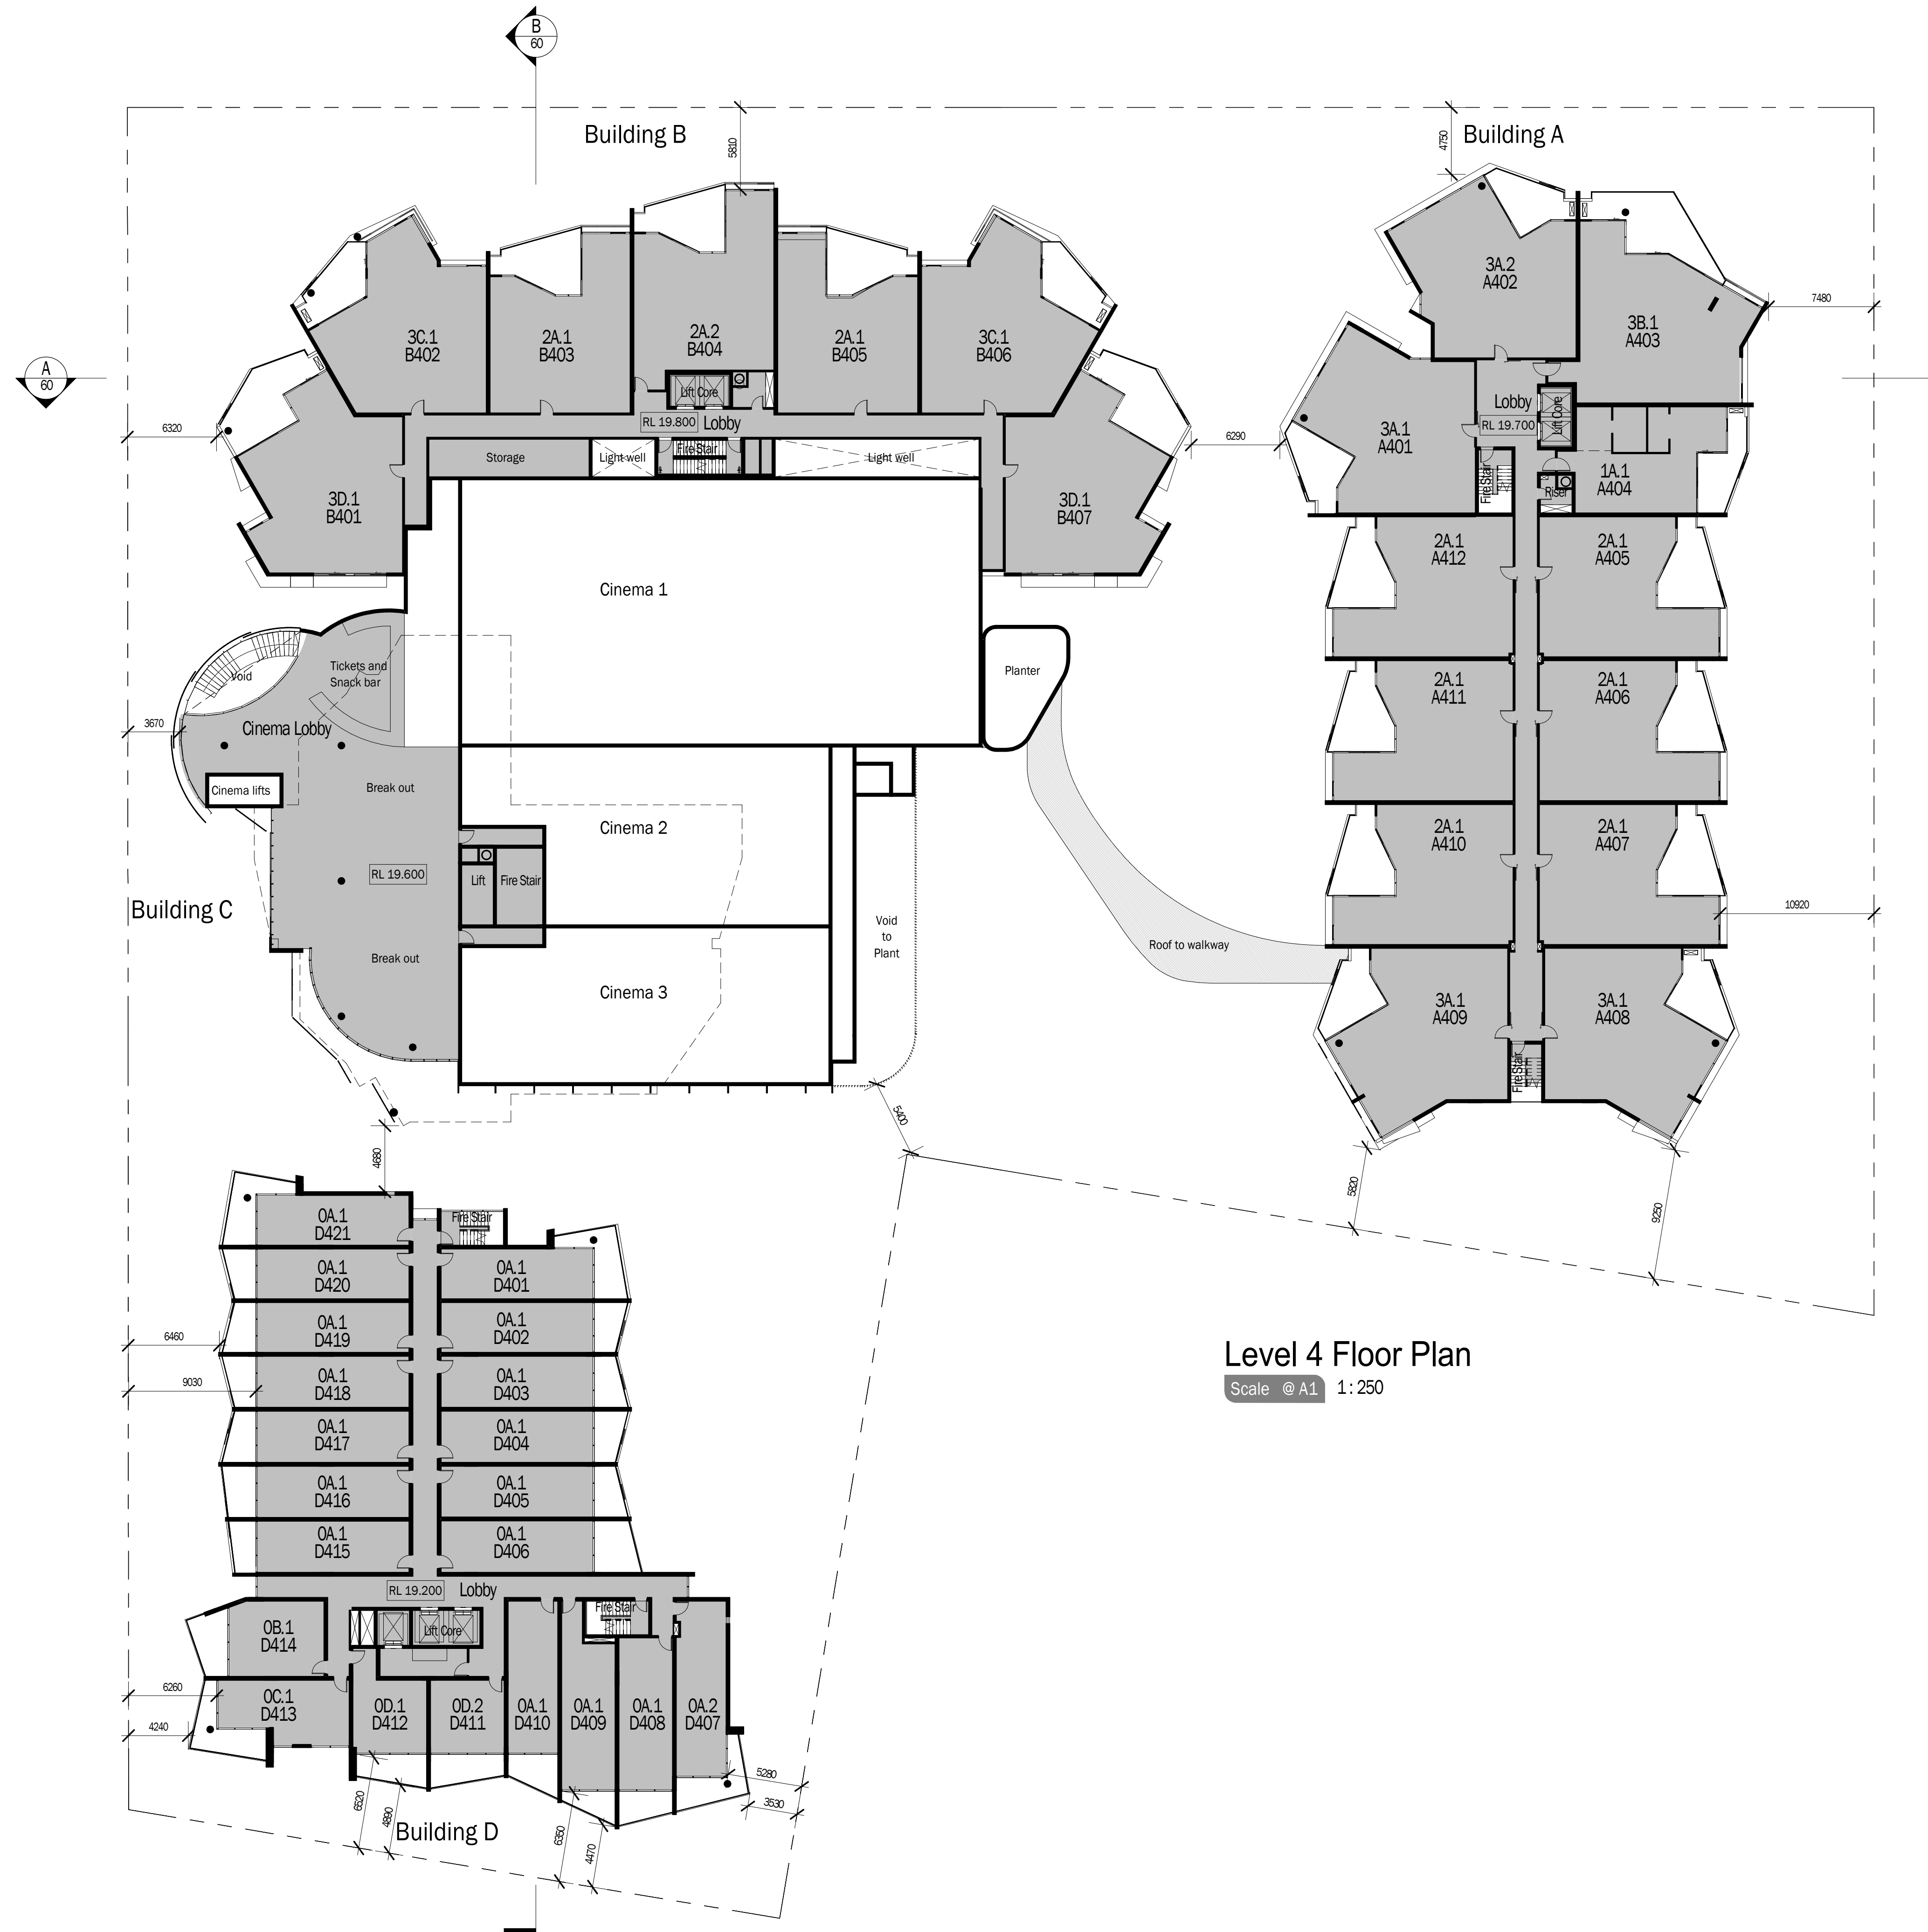 B
60
Building B
Building A
5810
4750
A
60
3C.1
B402
2A.1
B403
2A.2
B404
2A.1
B405
3C.1
B406
3A.2
A402
3B.1
A403
7480
Lift Core
RL 19.800
Lobby
6320
6290
Storage
Light well
Fire Stair
Light well
3D.1
B401
3D.1
B407
3A.1
A401
Lobby
RL 19.700
Lift Core
Fire Stair
Riser
1A.1
A404
2A.1
A412
2A.1
A405
Cinema 1
Tickets and
Snack bar
Void
Planter
2A.1
A411
2A.1
A406
3670
Cinema Lobby
Cinema lifts
Break out
Cinema 2
2A.1
A410
2A.1
A407
RL 19.600
Lift
Fire Stair
Building C
Void
to
Plant
10920
Roof to walkway
Break out
Cinema 3
3A.1
A409
3A.1
A408
Fire Stair
5400
4680
5820
9250
0A.1
D421
Fire Stair
0A.1
D420
0A.1
D401
6460
0A.1
D419
0A.1
D402
9030
0A.1
D418
0A.1
D403
Level 4 Floor Plan
Scale @ A1 1 : 250
0A.1
D417
0A.1
D404
0A.1
D416
0A.1
D405
0A.1
D415
0A.1
D406
RL 19.200
Lobby
Fire Stair
Lift Core
0B.1
D414
6260
0C.1
D413
4240
0D.1
D412
0D.2
D411
0A.1
D410
0A.1
D409
0A.1
D408
0A.2
D407
5280
3530
6520
4890
Building D
6350
4470